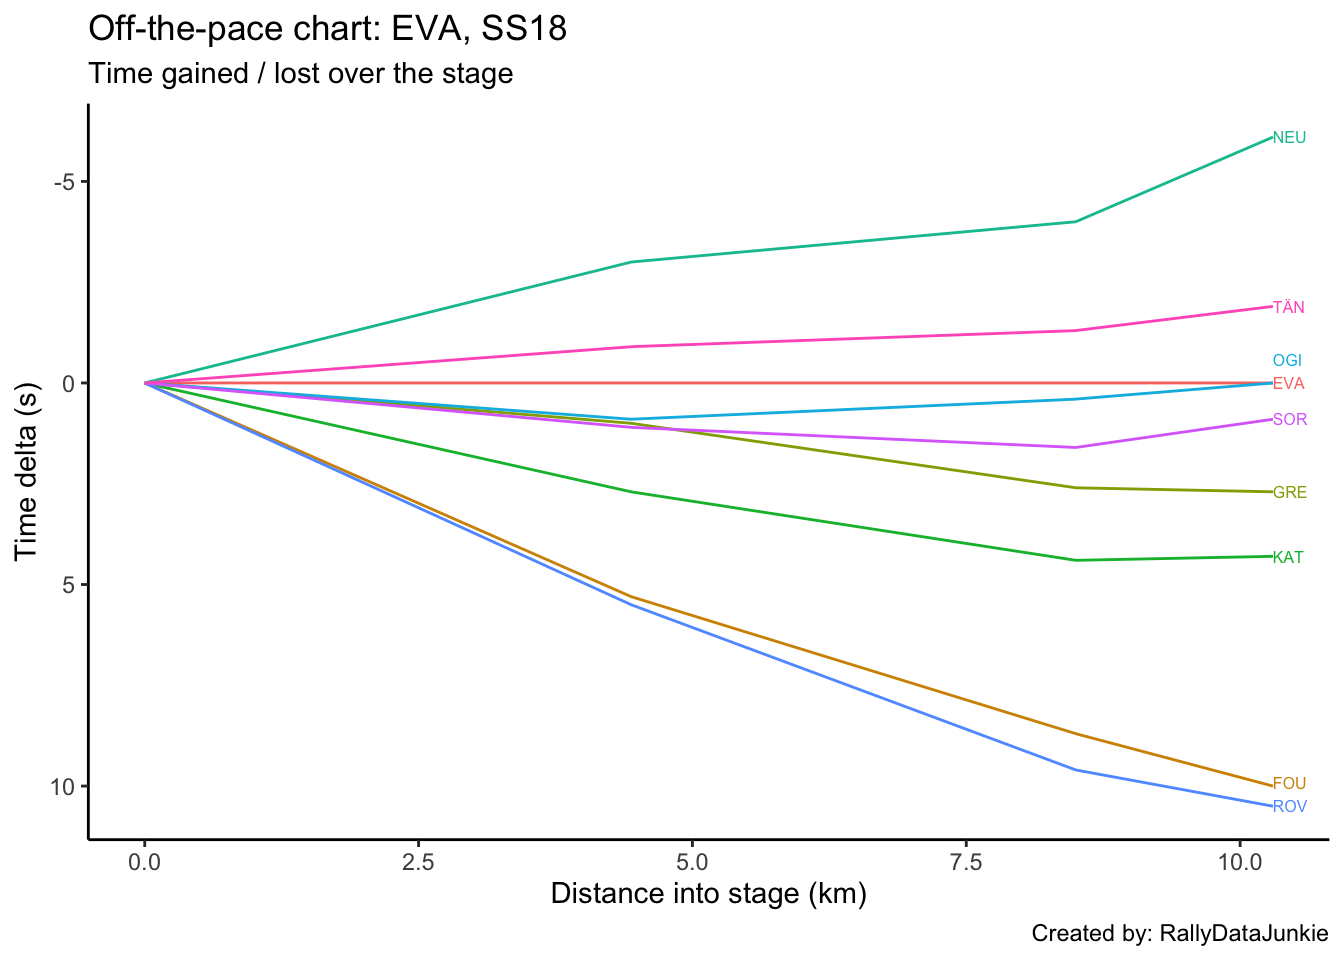 Off-the-pace chart: EVA, SS18
Time gained / lost over the stage
Time delta (s)
-5
0
5
10
NEU
TÄN
OGI
EVA
SOR
GRE
KAT
FOU
ROV
0.0 2.5 5.0 7.5 10.0
Distance into stage (km)
Created by: RallyDataJunkie